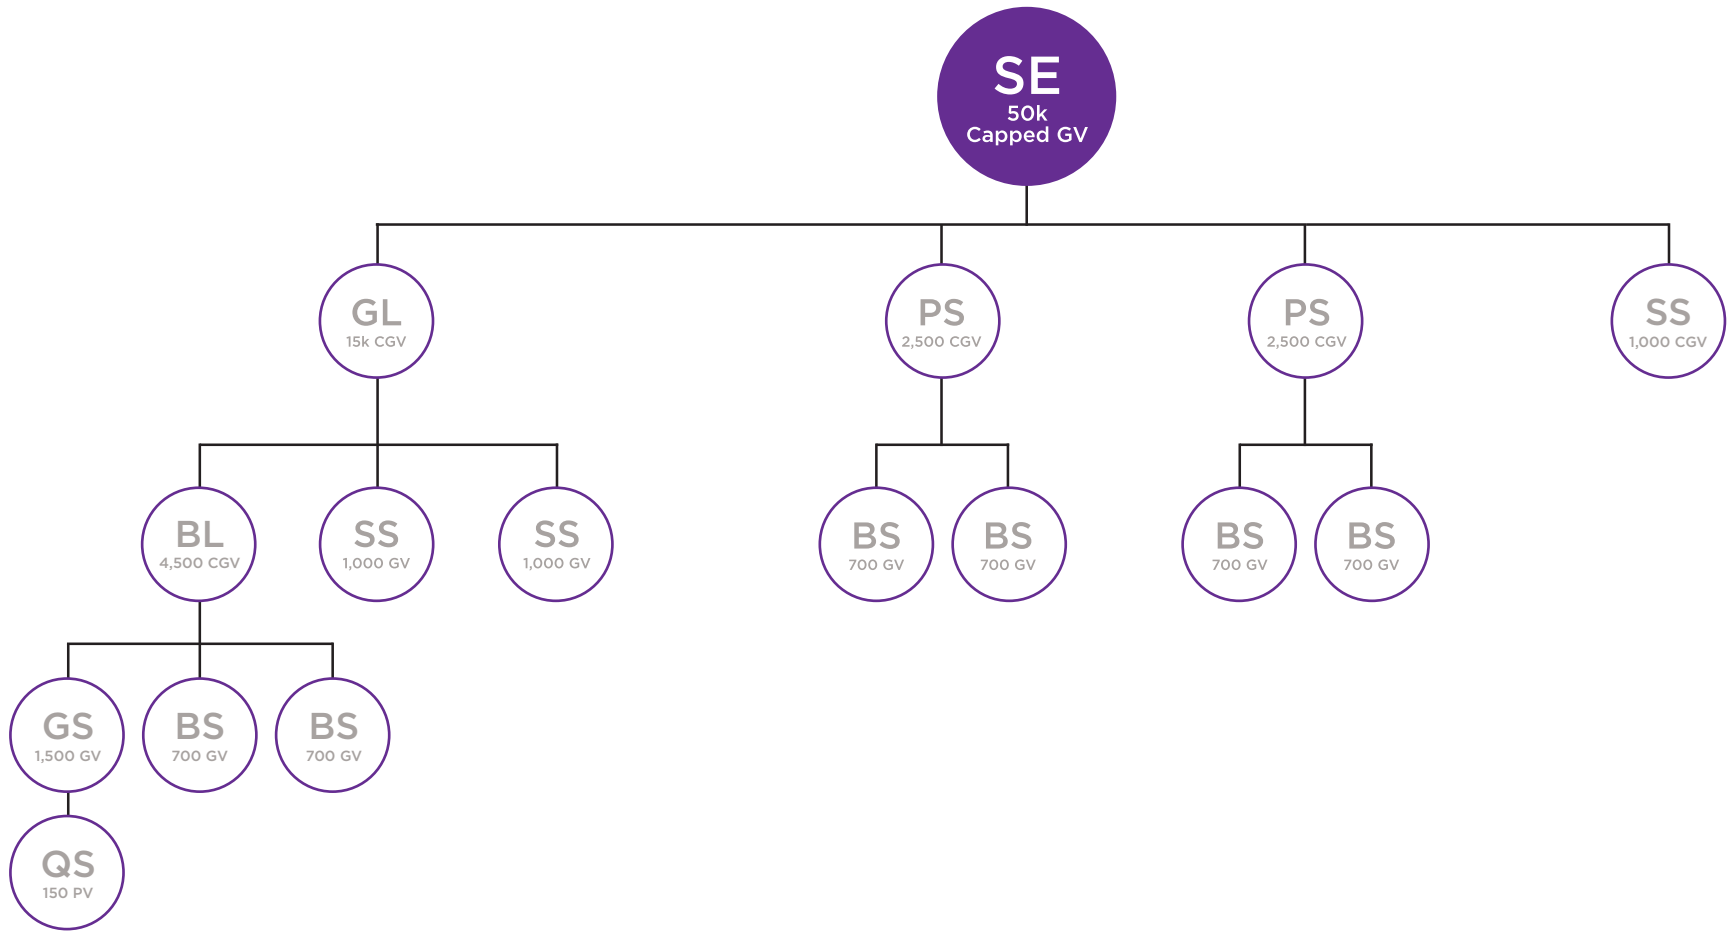 SE
50k
Capped GV
GL
15k CGV
PS
2,500 CGV
PS
2,500 CGV
SS
1,000 CGV
BL
4,500 CGV
SS
1,000 GV
SS
1,000 GV
BS
700 GV
BS
700 GV
BS
700 GV
BS
700 GV
GS
1,500 GV
BS
700 GV
BS
700 GV
QS
150 PV